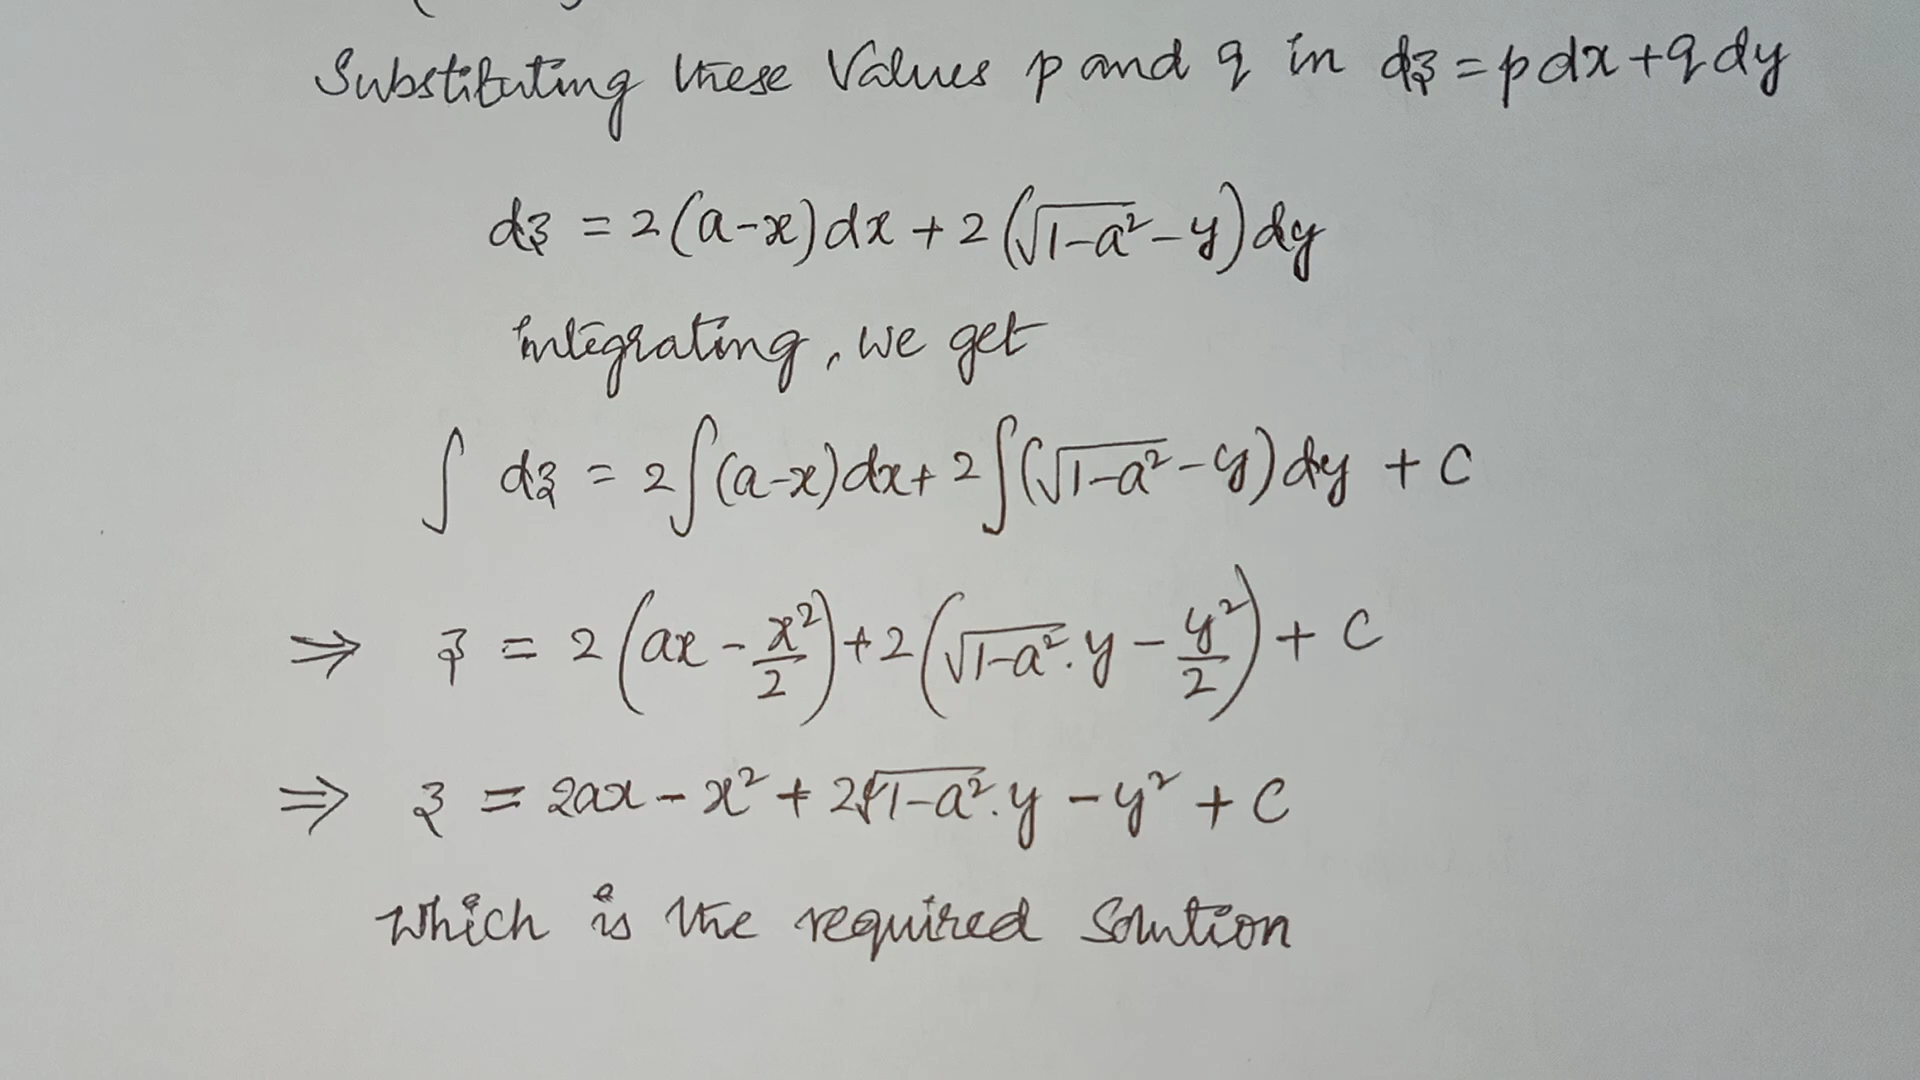 Substituting these Values p and q in dz = p dx + q dy
dz = 2(a-x)dx + 2(√1-a² - y)dy
integrating, we get
∫ dz = 2∫(a-x)dx + 2∫(√1-a² - y)dy + C
⇒ z = 2(ax - x²/2) + 2(√1-a². y - y²/2) + C
⇒ z = 2ax - x² + 2√1-a². y - y² + C
which is the required Solution